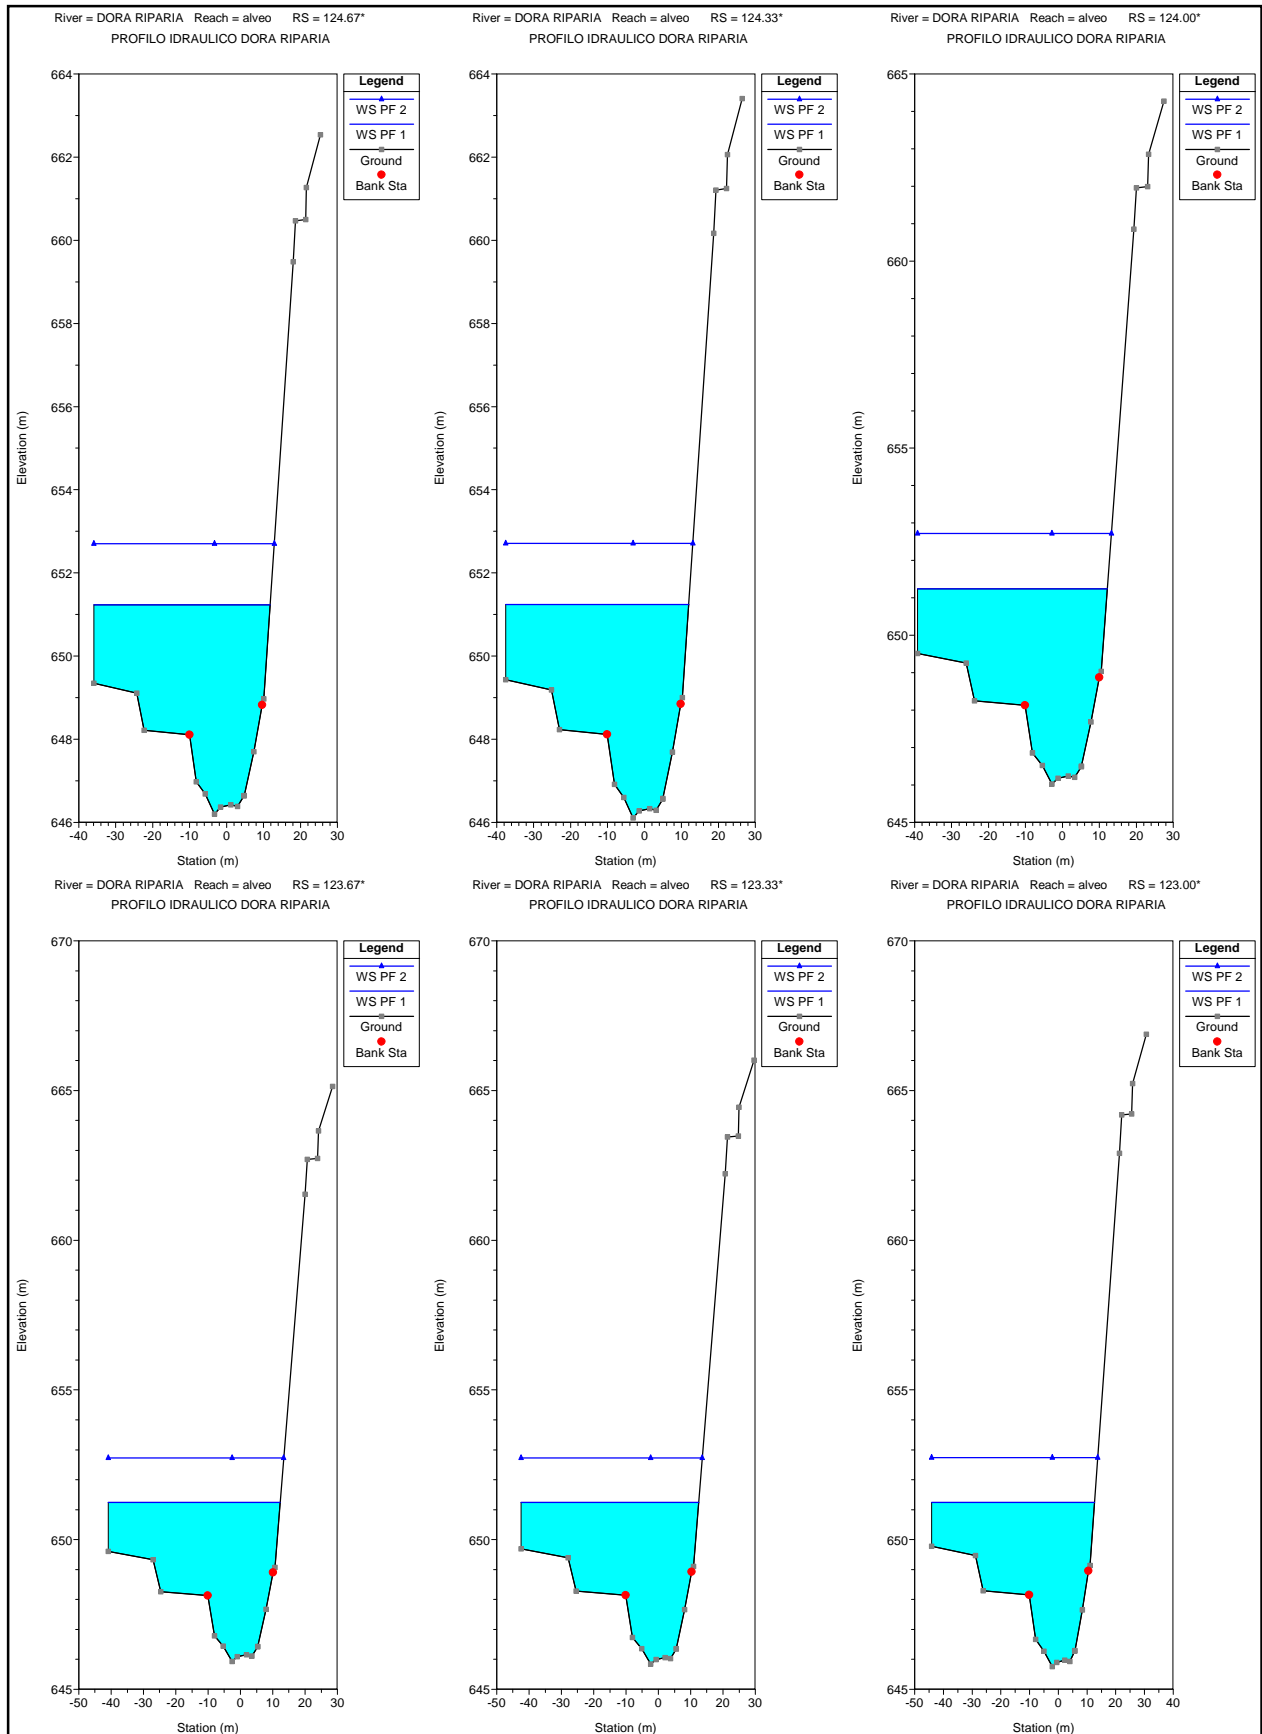 River = DORA RIPARIA Reach = alveo RS = 124.67*
PROFILO IDRAULICO DORA RIPARIA
664
662
660
658
656
654
652
650
648
646
-40 -30 -20 -10 0 10 20 30
Station (m)
Elevation (m)
Legend
WS PF 2
WS PF 1
Ground
Bank Sta
River = DORA RIPARIA Reach = alveo RS = 124.33*
PROFILO IDRAULICO DORA RIPARIA
664
662
660
658
656
654
652
650
648
646
-40 -30 -20 -10 0 10 20 30
Station (m)
Elevation (m)
Legend
WS PF 2
WS PF 1
Ground
Bank Sta
River = DORA RIPARIA Reach = alveo RS = 124.00*
PROFILO IDRAULICO DORA RIPARIA
665
660
655
650
645
-40 -30 -20 -10 0 10 20 30
Station (m)
Elevation (m)
Legend
WS PF 2
WS PF 1
Ground
Bank Sta
River = DORA RIPARIA Reach = alveo RS = 123.67*
PROFILO IDRAULICO DORA RIPARIA
670
665
660
655
650
645
-50 -40 -30 -20 -10 0 10 20 30
Station (m)
Elevation (m)
Legend
WS PF 2
WS PF 1
Ground
Bank Sta
River = DORA RIPARIA Reach = alveo RS = 123.33*
PROFILO IDRAULICO DORA RIPARIA
670
665
660
655
650
645
-50 -40 -30 -20 -10 0 10 20 30
Station (m)
Elevation (m)
Legend
WS PF 2
WS PF 1
Ground
Bank Sta
River = DORA RIPARIA Reach = alveo RS = 123.00*
PROFILO IDRAULICO DORA RIPARIA
670
665
660
655
650
645
-50 -40 -30 -20 -10 0 10 20 30 40
Station (m)
Elevation (m)
Legend
WS PF 2
WS PF 1
Ground
Bank Sta